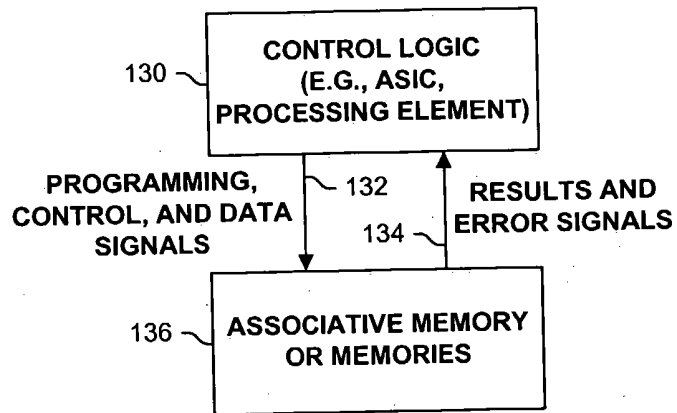 CONTROL LOGIC
(E.G., ASIC,
PROCESSING ELEMENT)
130
PROGRAMMING,
CONTROL, AND DATA
SIGNALS
132
134
RESULTS AND
ERROR SIGNALS
136
ASSOCIATIVE MEMORY
OR MEMORIES